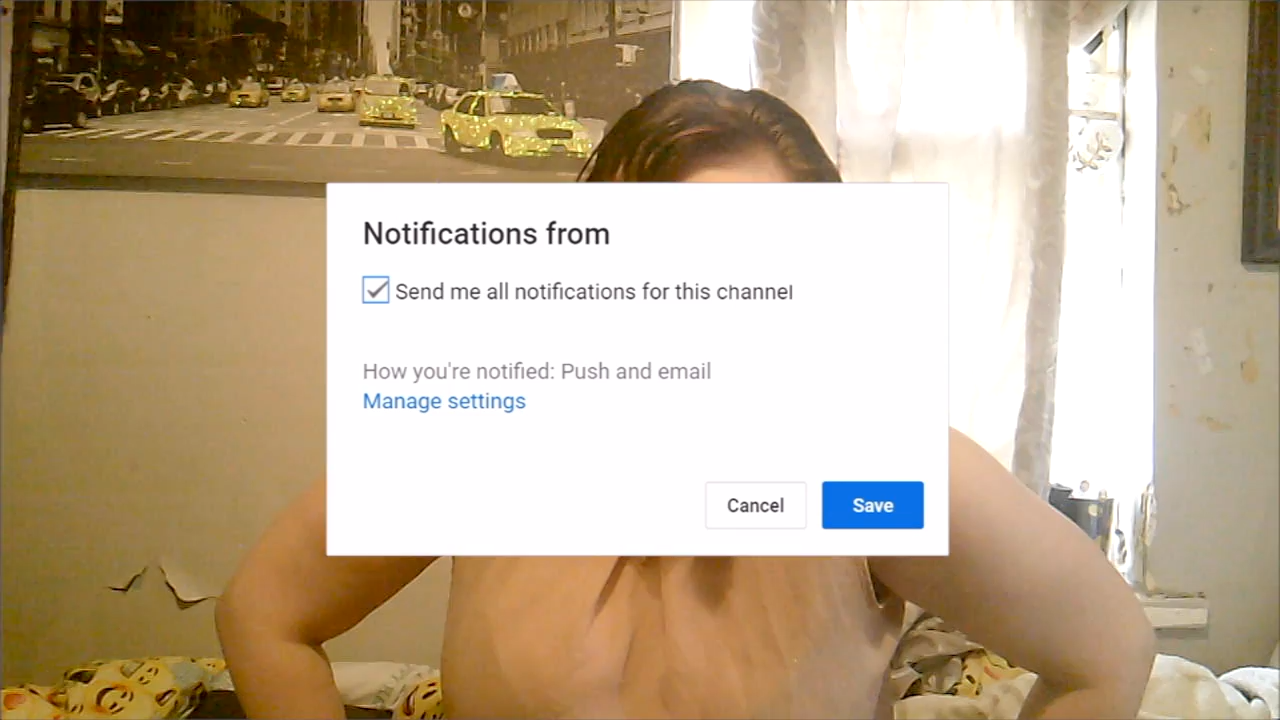 Notifications from
Send me all notifications for this channel
How you're notified: Push and email
Manage settings
Cancel
Save